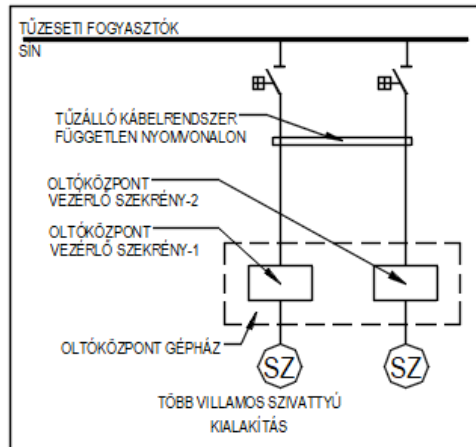 TŰZESETI FOGYASZTÓK
SÍN
TŰZÁLLÓ KÁBELRENDSZER
FÜGGETLEN NYOMVONALON
OLTÓKÖZPONT
VEZÉRLŐ SZEKRÉNY-2
OLTÓKÖZPONT
VEZÉRLŐ SZEKRÉNY-1
OLTÓKÖZPONT GÉPHÁZ
SZ
SZ
TÖBB VILLAMOS SZIVATTYÚ
KIALAKÍTÁS